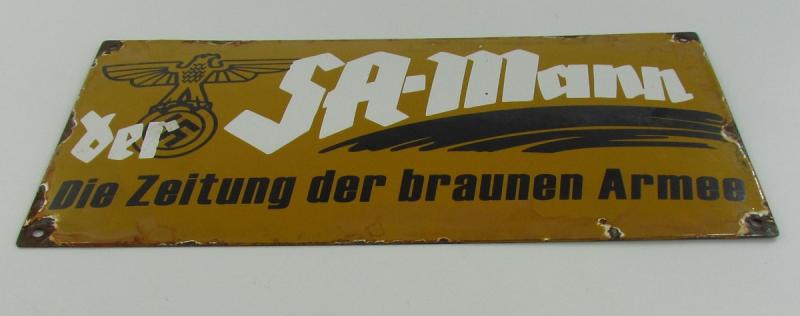 der SA-Mann
Die Zeitung der braunen Armee